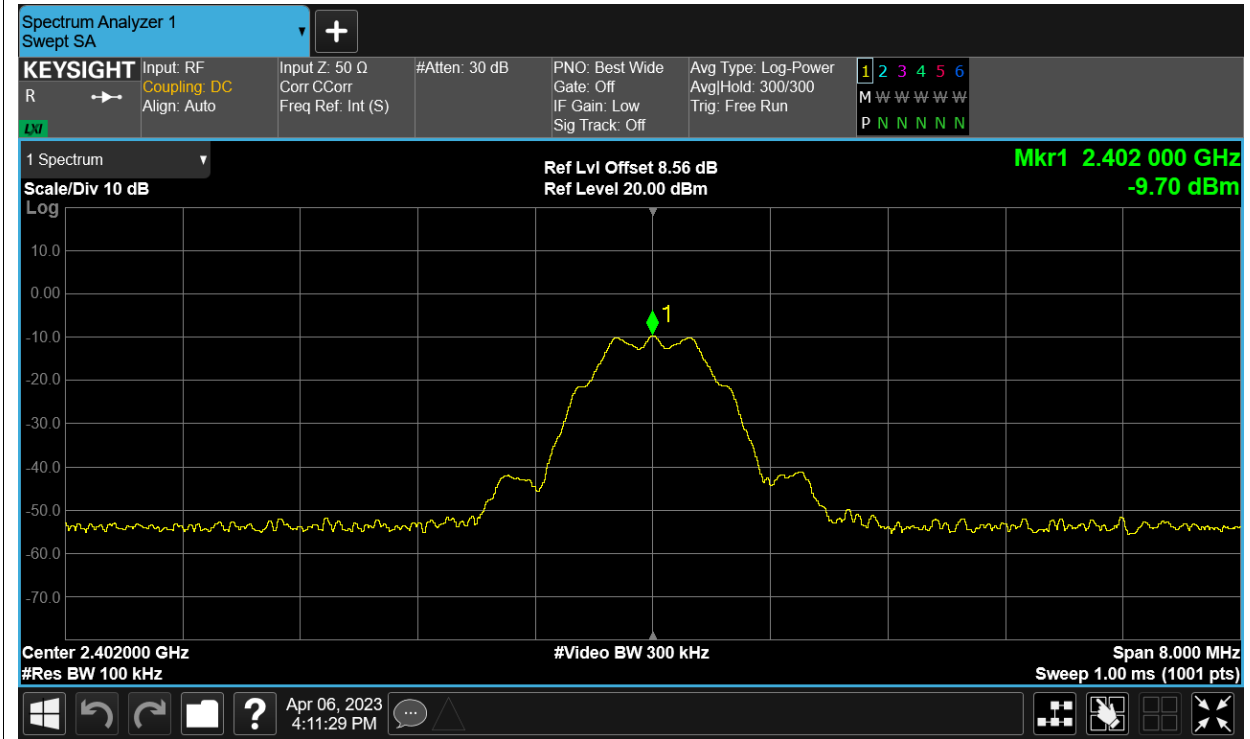 Spectrum Analyzer 1
Swept SA
KEYSIGHT
R
LXI
Input: RF
Coupling: DC
Align: Auto
Input Z: 50 Ω
Corr CCorr
Freq Ref: Int (S)
#Atten: 30 dB
PNO: Best Wide
Gate: Off
IF Gain: Low
Sig Track: Off
Avg Type: Log-Power
Avg|Hold: 300/300
Trig: Free Run
1 2 3 4 5 6
M W W W W W
P N N N N N
1 Spectrum
Scale/Div 10 dB
Log
Ref Lvl Offset 8.56 dB
Ref Level 20.00 dBm
Mkr1 2.402 000 GHz
-9.70 dBm
10.0
0.00
-10.0
-20.0
-30.0
-40.0
-50.0
-60.0
-70.0
1
Center 2.402000 GHz
#Res BW 100 kHz
#Video BW 300 kHz
Span 8.000 MHz
Sweep 1.00 ms (1001 pts)
?
Apr 06, 2023
4:11:29 PM